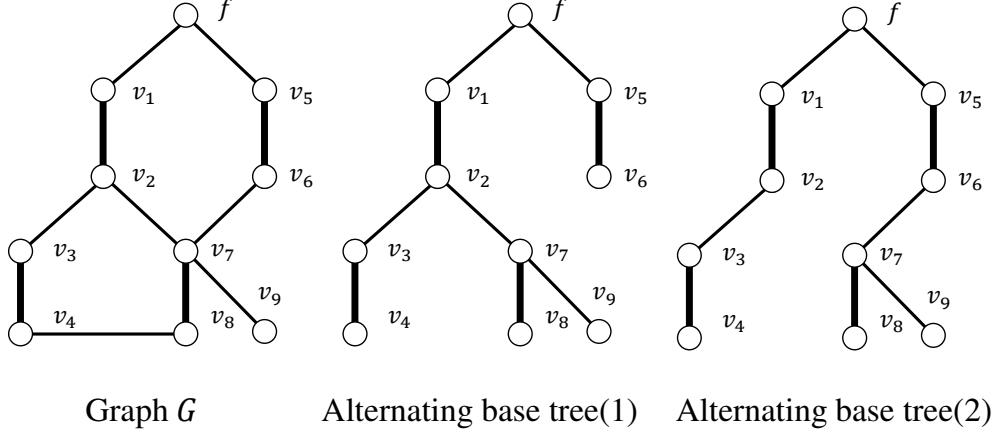 f f f
v₁ v₅ v₁ v₅ v₁ v₅
v₂ v₆ v₂ v₆ v₂ v₆
v₃ v₇ v₃ v₇ v₃ v₇
v₉ v₉ v₉
v₄ v₈ v₄ v₈ v₄ v₈
Graph G Alternating base tree(1) Alternating base tree(2)